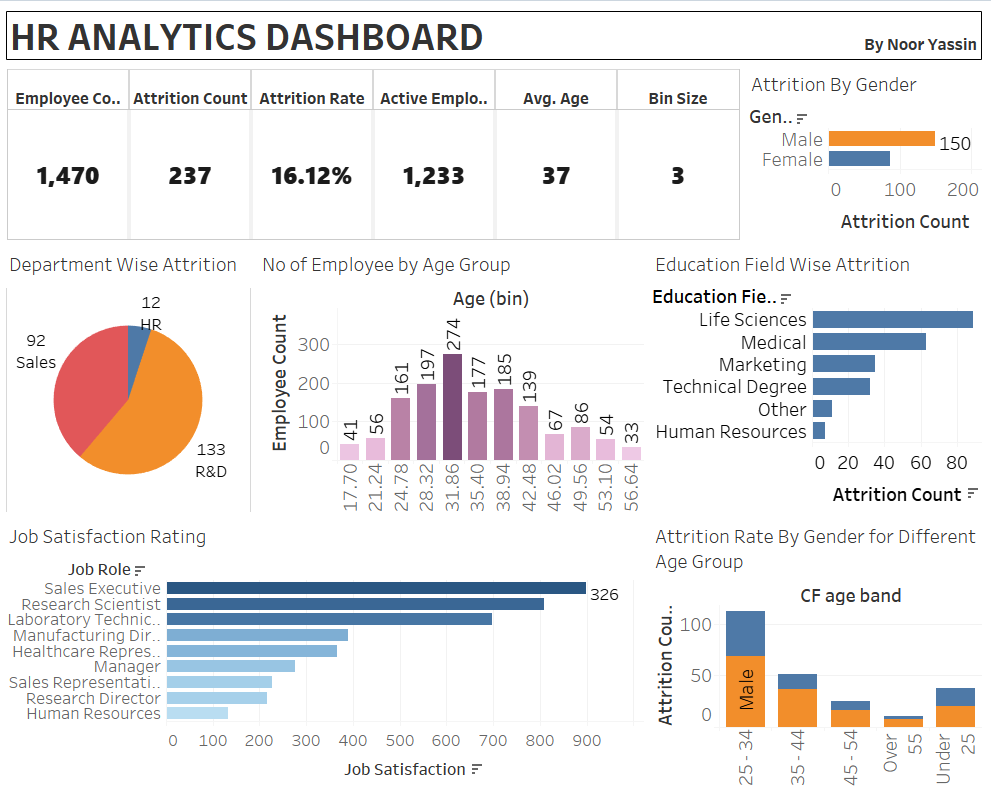 HR ANALYTICS DASHBOARD
By Noor Yassin
Employee Co.. Attrition Count Attrition Rate Active Emplo.. Avg. Age Bin Size
1,470 237 16.12% 1,233 37 3
Attrition By Gender
Gen..
Male 150
Female
0 100 200
Attrition Count
Department Wise Attrition
12
HR
92
Sales
133
R&D
No of Employee by Age Group
Age (bin)
Employee Count
300
200
100
0
41 56 161 197 274 177 185 139 67 86 54 33
17.70 21.24 24.78 28.32 31.86 35.40 38.94 42.48 46.02 49.56 53.10 56.64
Education Field Wise Attrition
Education Fie..
Life Sciences
Medical
Marketing
Technical Degree
Other
Human Resources
0 20 40 60 80
Attrition Count
Job Satisfaction Rating
Job Role
Sales Executive 326
Research Scientist
Laboratory Technic..
Manufacturing Dir..
Healthcare Repres..
Manager
Sales Representati..
Research Director
Human Resources
0 100 200 300 400 500 600 700 800 900
Job Satisfaction
Attrition Rate By Gender for Different
Age Group
CF age band
Attrition Cou..
100
50
0
Male
25 - 34
35 - 44
45 - 54
Over
55
Under
25